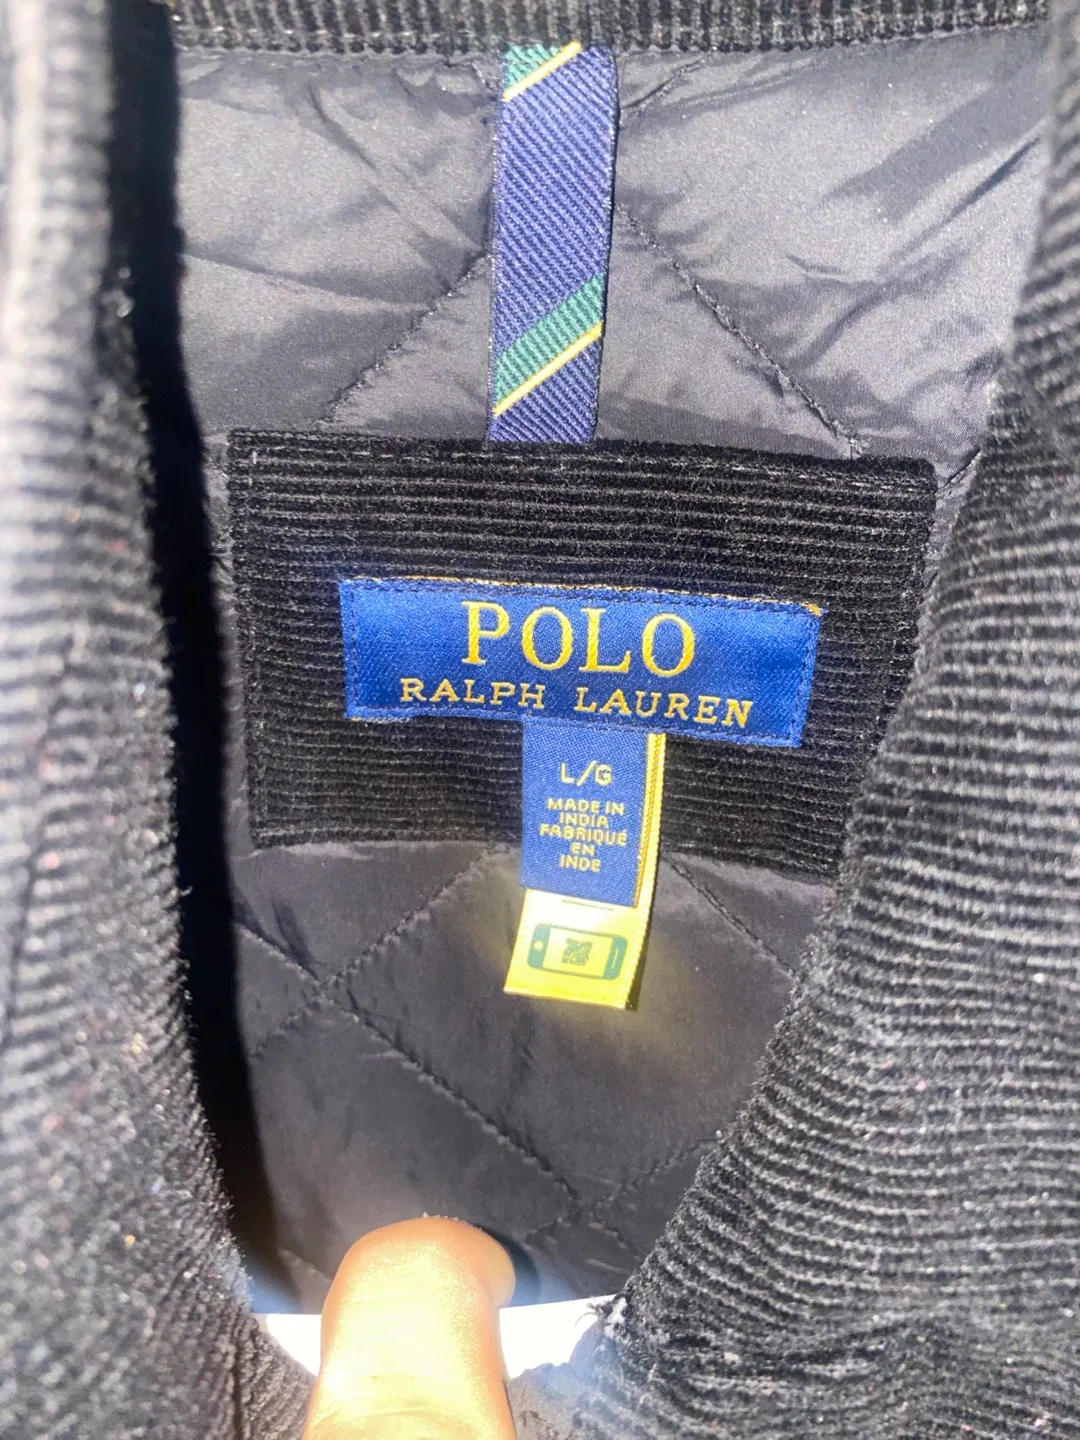 POLO
RALPH LAUREN
L/G
MADE IN
INDIA
FABRIQUÉ
EN
INDE